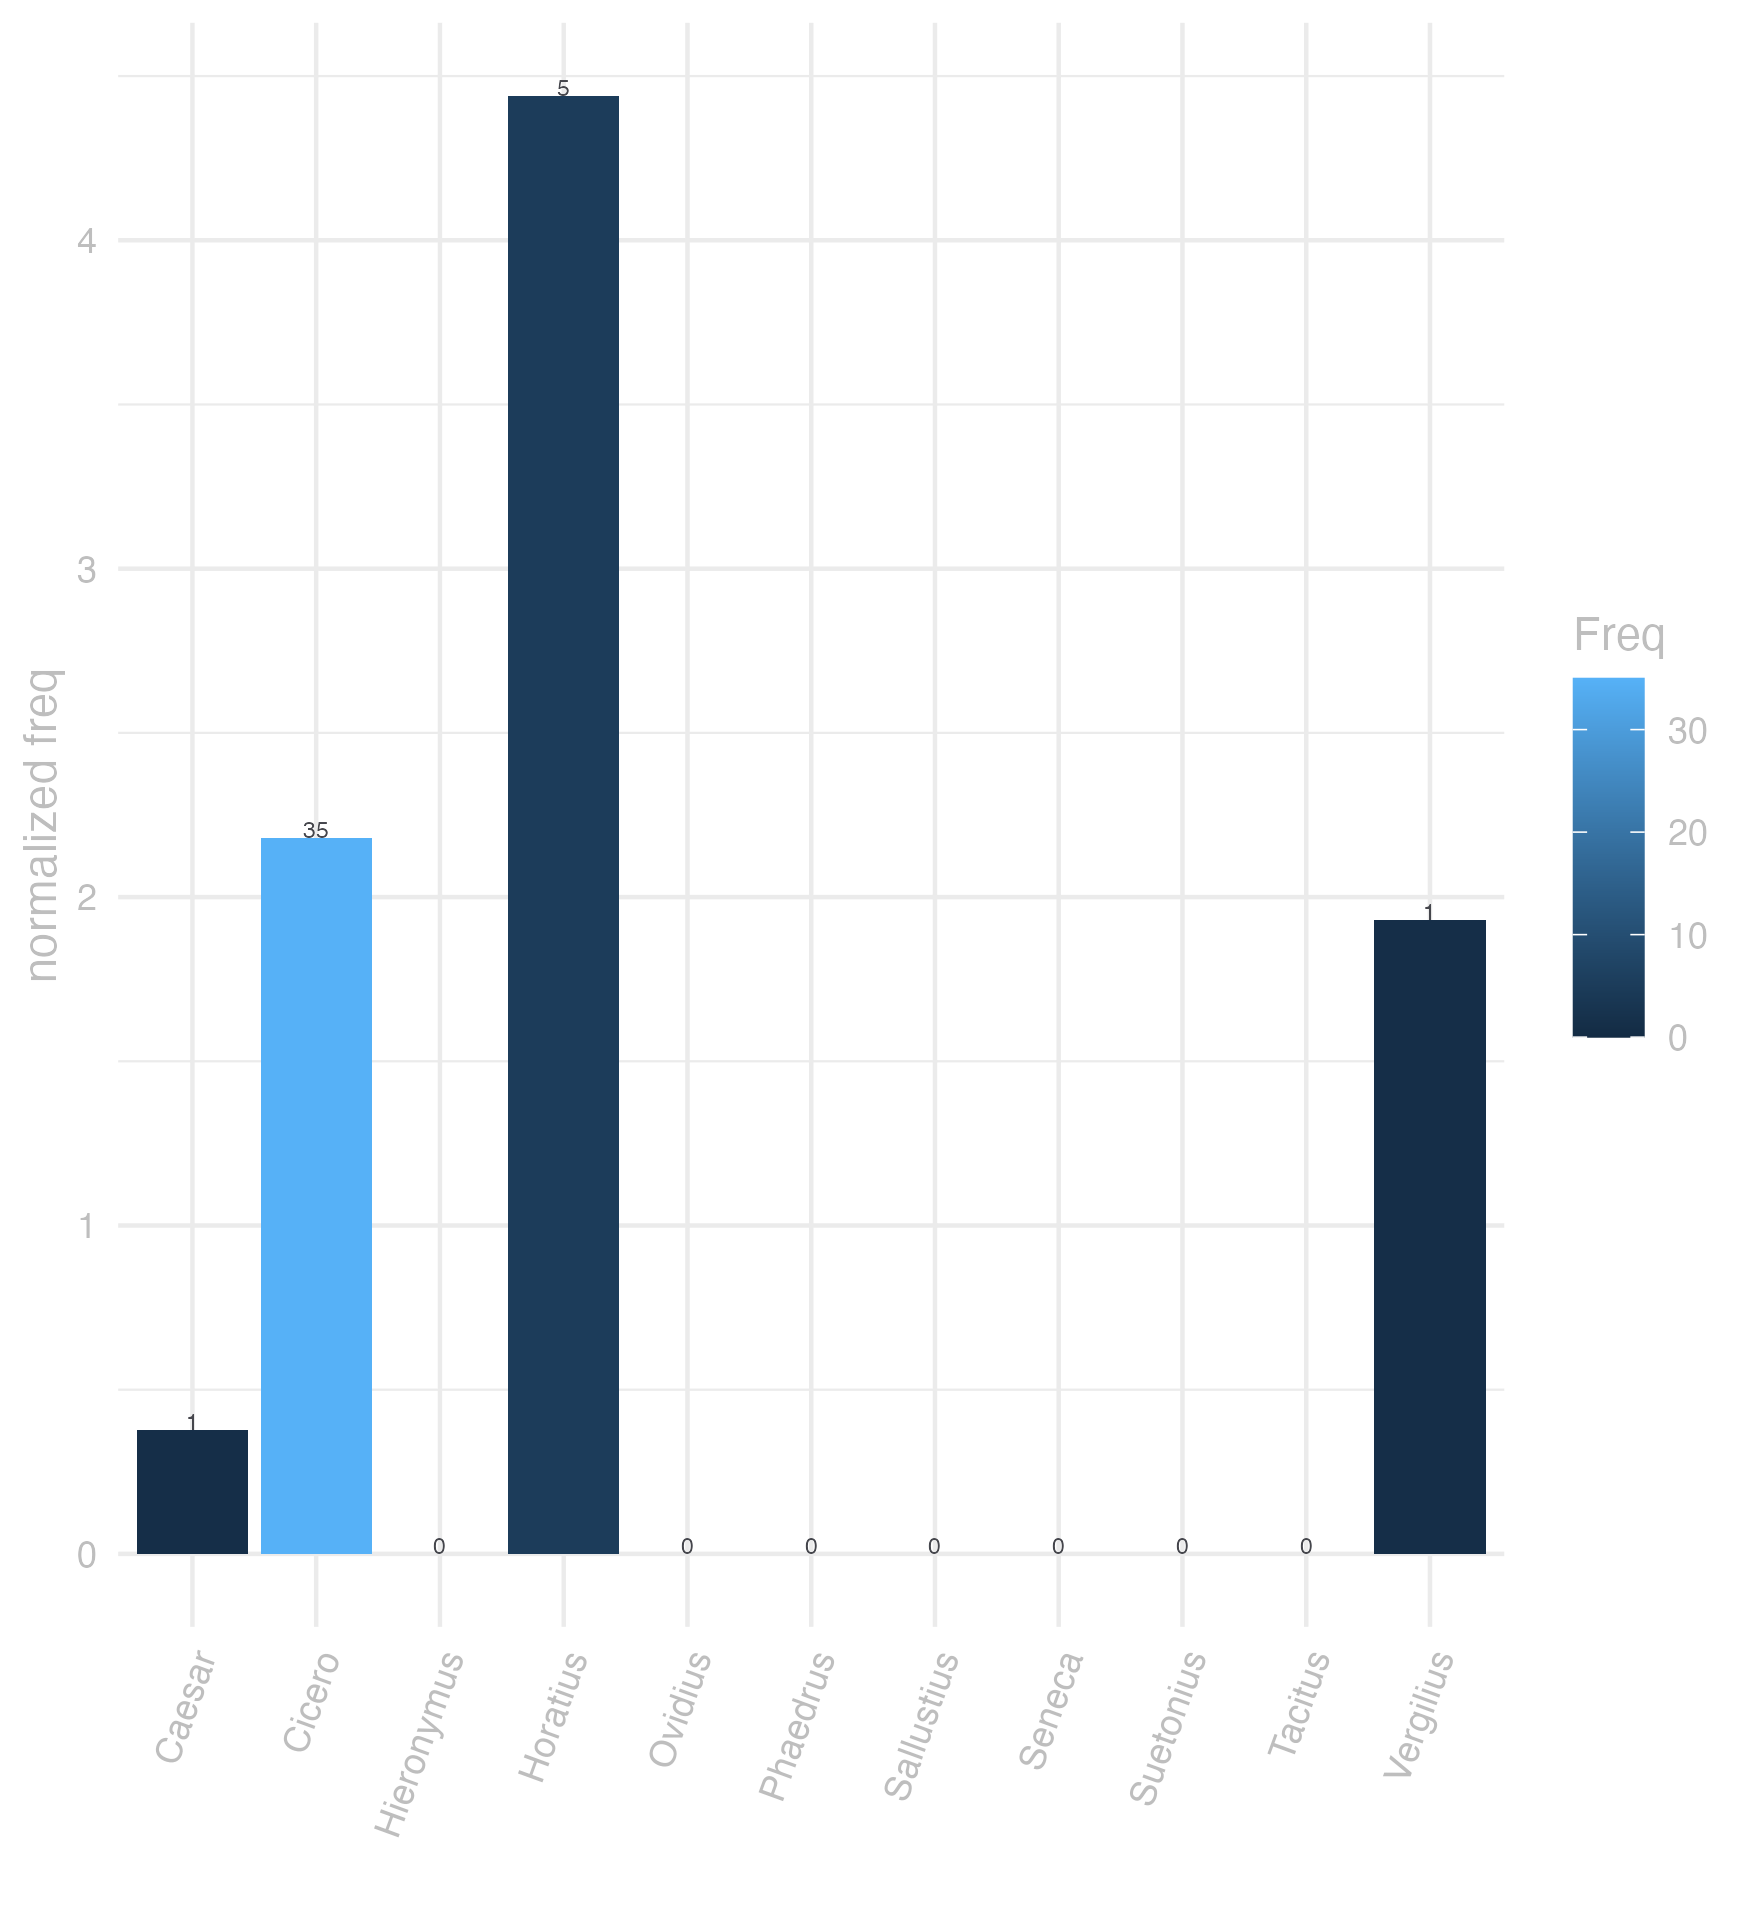 5
4
3
35
2
1
1
1
0
0
0
0
0
0
0
0
normalized freq
Caesar
Cicero
Hieronymus
Horatius
Ovidius
Phaedrus
Sallustius
Seneca
Suetonius
Tacitus
Vergilius
Freq
30
20
10
0